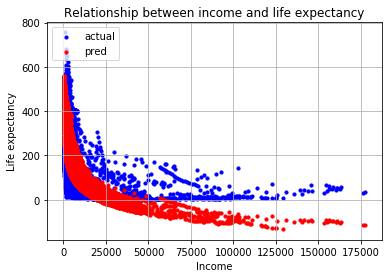 Relationship between income and life expectancy
actual
pred
Life expectancy
800
600
400
200
0
0 25000 50000 75000 100000 125000 150000 175000
Income